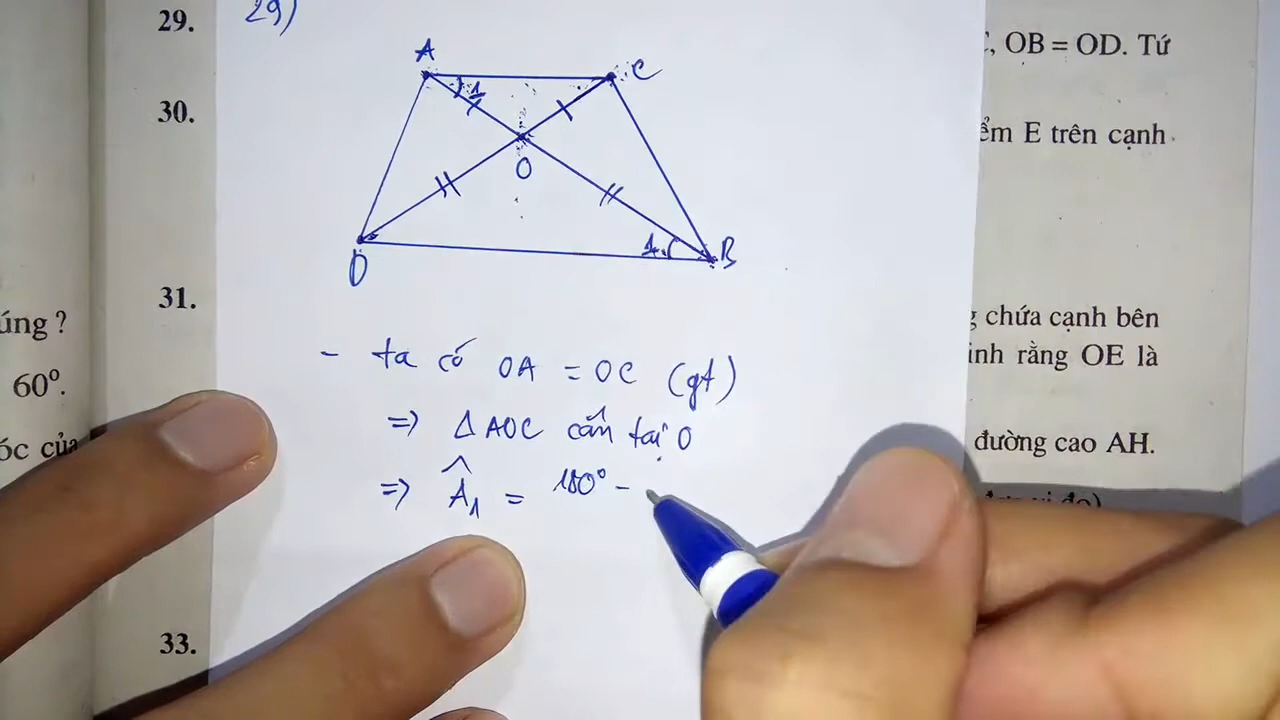 29.
30.
31.
33.
úng ?
60º.
óc của
29)
A
1
C
O
D
1
B
- ta có OA = OC (gt)
=> ΔAOC cân tại O
=> Â₁ = 180° -
, OB = OD. Tứ
ểm E trên cạnh
g chứa cạnh bên
inh rằng OE là
đường cao AH.